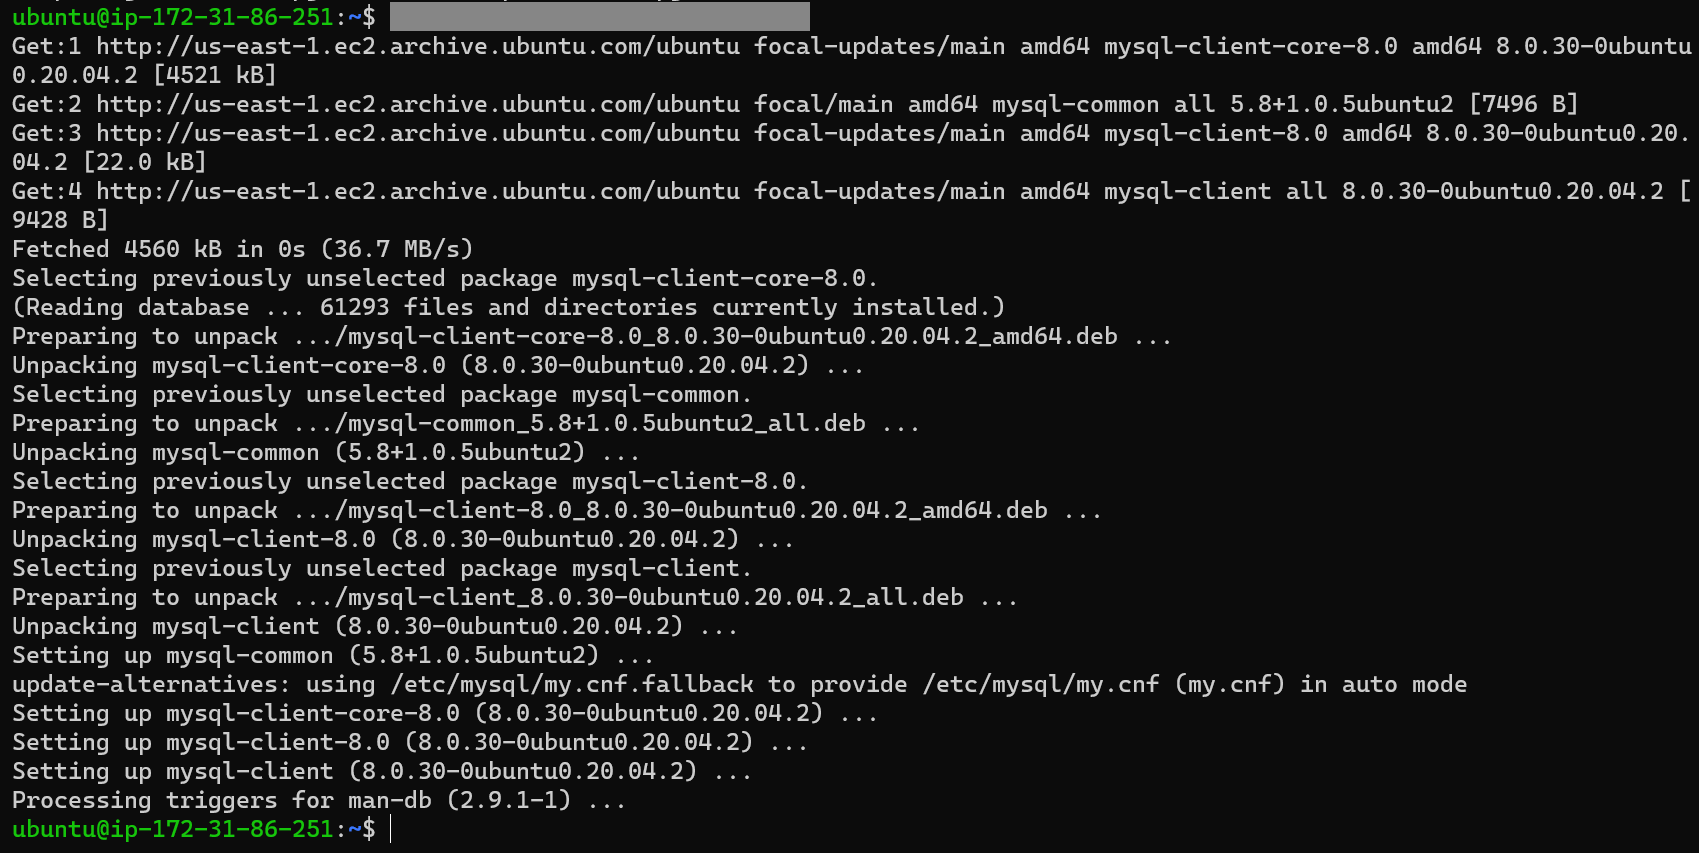 ubuntu@ip-172-31-86-251:~$
Get:1 http://us-east-1.ec2.archive.ubuntu.com/ubuntu focal-updates/main amd64 mysql-client-core-8.0 amd64 8.0.30-0ubuntu
0.20.04.2 [4521 kB]
Get:2 http://us-east-1.ec2.archive.ubuntu.com/ubuntu focal/main amd64 mysql-common all 5.8+1.0.5ubuntu2 [7496 B]
Get:3 http://us-east-1.ec2.archive.ubuntu.com/ubuntu focal-updates/main amd64 mysql-client-8.0 amd64 8.0.30-0ubuntu0.20.
04.2 [22.0 kB]
Get:4 http://us-east-1.ec2.archive.ubuntu.com/ubuntu focal-updates/main amd64 mysql-client all 8.0.30-0ubuntu0.20.04.2 [
9428 B]
Fetched 4560 kB in 0s (36.7 MB/s)
Selecting previously unselected package mysql-client-core-8.0.
(Reading database ... 61293 files and directories currently installed.)
Preparing to unpack .../mysql-client-core-8.0_8.0.30-0ubuntu0.20.04.2_amd64.deb ...
Unpacking mysql-client-core-8.0 (8.0.30-0ubuntu0.20.04.2) ...
Selecting previously unselected package mysql-common.
Preparing to unpack .../mysql-common_5.8+1.0.5ubuntu2_all.deb ...
Unpacking mysql-common (5.8+1.0.5ubuntu2) ...
Selecting previously unselected package mysql-client-8.0.
Preparing to unpack .../mysql-client-8.0_8.0.30-0ubuntu0.20.04.2_amd64.deb ...
Unpacking mysql-client-8.0 (8.0.30-0ubuntu0.20.04.2) ...
Selecting previously unselected package mysql-client.
Preparing to unpack .../mysql-client_8.0.30-0ubuntu0.20.04.2_all.deb ...
Unpacking mysql-client (8.0.30-0ubuntu0.20.04.2) ...
Setting up mysql-common (5.8+1.0.5ubuntu2) ...
update-alternatives: using /etc/mysql/my.cnf.fallback to provide /etc/mysql/my.cnf (my.cnf) in auto mode
Setting up mysql-client-core-8.0 (8.0.30-0ubuntu0.20.04.2) ...
Setting up mysql-client-8.0 (8.0.30-0ubuntu0.20.04.2) ...
Setting up mysql-client (8.0.30-0ubuntu0.20.04.2) ...
Processing triggers for man-db (2.9.1-1) ...
ubuntu@ip-172-31-86-251:~$